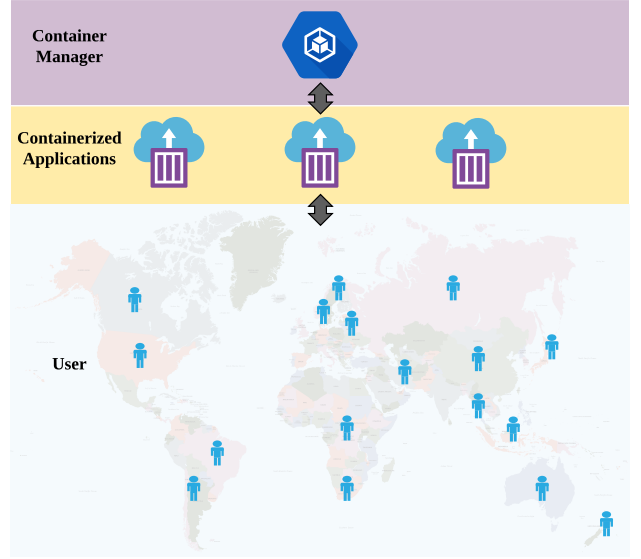 Container
Manager
Containerized
Applications
User